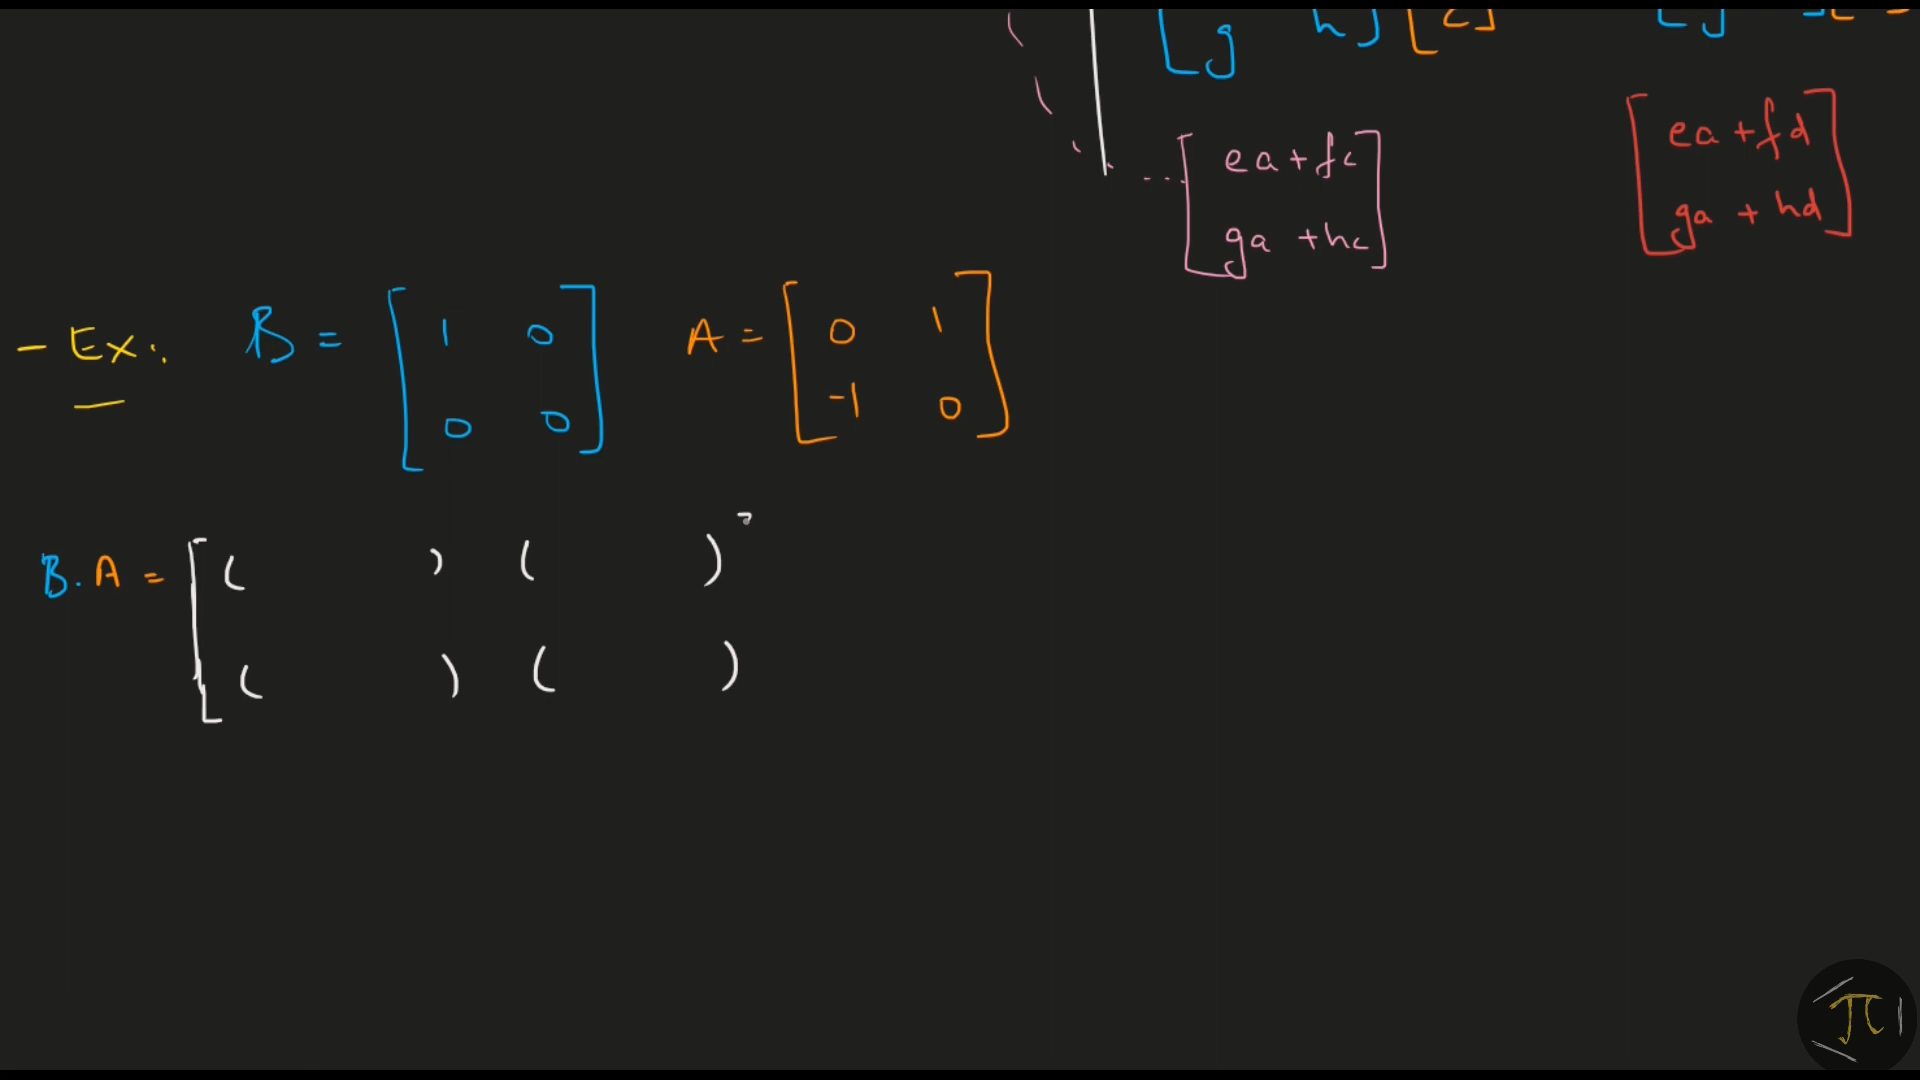 [g h] [c]
[ea + fc
ga + hc]
[ea + fd
ga + hd]
- Ex: B = [1 0
0 0] A = [0 1
-1 0]
B.A = [( ) ( )
( ) ( )
π